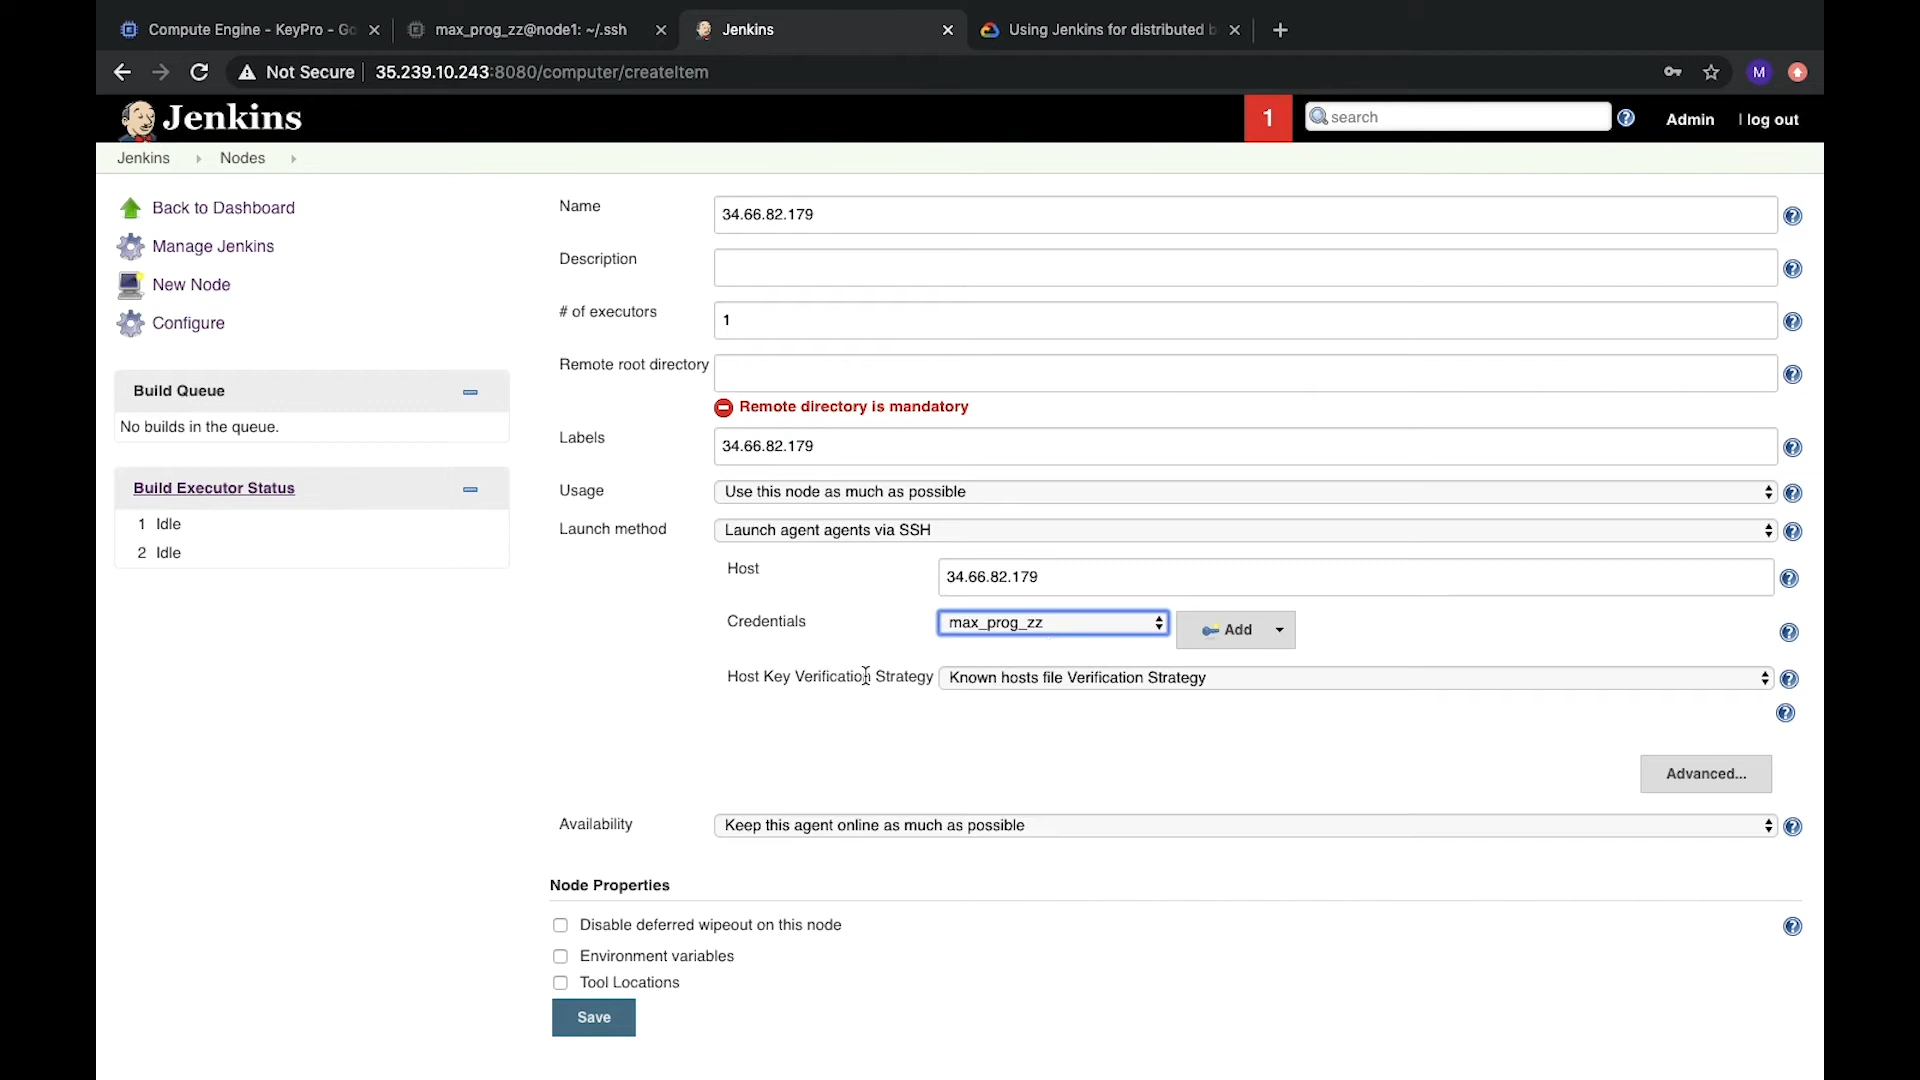 Compute Engine - KeyPro - Go
max_prog_zz@node1: ~/.ssh
Jenkins
Using Jenkins for distributed b
Not Secure
35.239.10.243:8080/computer/createItem
M
Jenkins
1
search
Admin
| log out
Jenkins
Nodes
Back to Dashboard
Manage Jenkins
New Node
Configure
Build Queue
No builds in the queue.
Build Executor Status
1 Idle
2 Idle
Name
34.66.82.179
Description
# of executors
1
Remote root directory
Remote directory is mandatory
Labels
34.66.82.179
Usage
Use this node as much as possible
Launch method
Launch agent agents via SSH
Host
34.66.82.179
Credentials
max_prog_zz
Add
Host Key Verification Strategy
Known hosts file Verification Strategy
Advanced...
Availability
Keep this agent online as much as possible
Node Properties
Disable deferred wipeout on this node
Environment variables
Tool Locations
Save